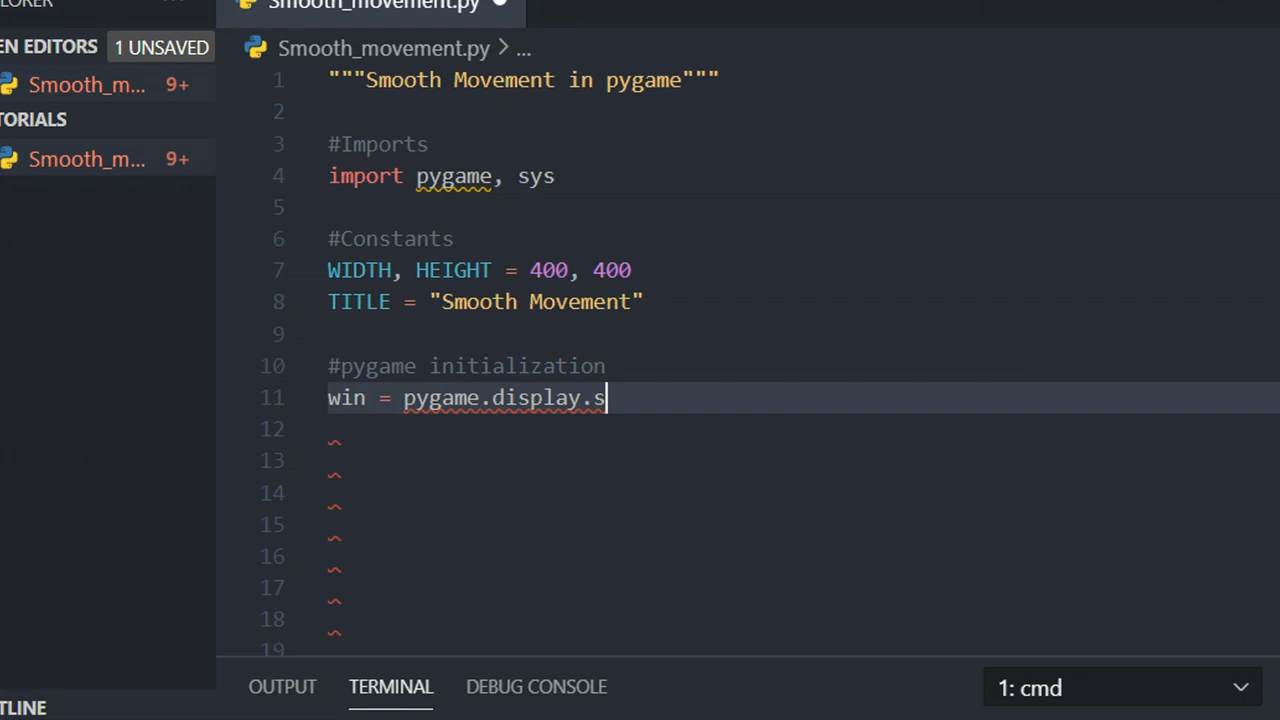 LORER
Smooth_movement.py
EN EDITORS 1 UNSAVED
Smooth_movement.py > ...
Smooth_m... 9+
TORIALS
Smooth_m... 9+
1 """Smooth Movement in pygame"""
2
3 #Imports
4 import pygame, sys
5
6 #Constants
7 WIDTH, HEIGHT = 400, 400
8 TITLE = "Smooth Movement"
9
10 #pygame initialization
11 win = pygame.display.s
12
13
14
15
16
17
18
19
OUTPUT TERMINAL DEBUG CONSOLE 1: cmd
TLINE